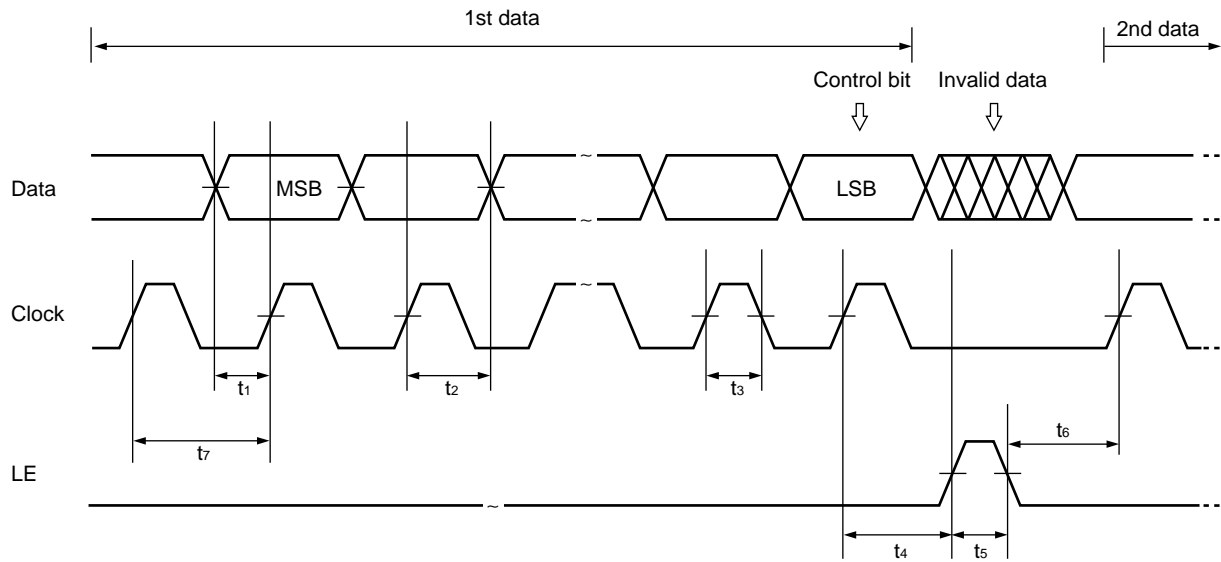 1st data
2nd data
Control bit
Invalid data
Data
MSB
LSB
Clock
t1
t2
t3
t7
t6
LE
t4
t5